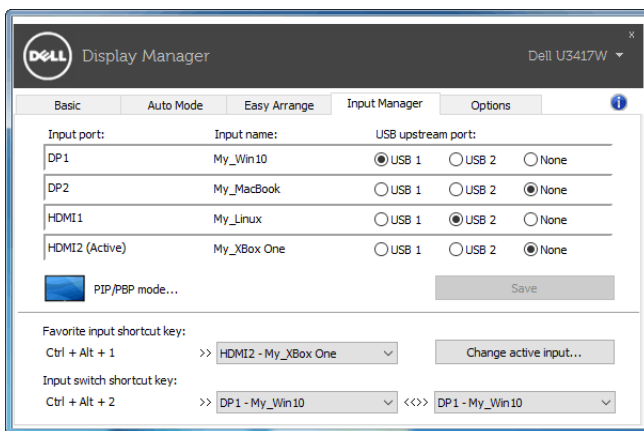 x
DELL Display Manager Dell U3417W
Basic Auto Mode Easy Arrange Input Manager Options i
Input port: Input name: USB upstream port:
DP1 My_Win10 USB 1 USB 2 None
DP2 My_MacBook USB 1 USB 2 None
HDMI1 My_Linux USB 1 USB 2 None
HDMI2 (Active) My_XBox One USB 1 USB 2 None
PIP/PBP mode... Save
Favorite input shortcut key:
Ctrl + Alt + 1 >> HDMI2 - My_XBox One Change active input...
Input switch shortcut key:
Ctrl + Alt + 2 >> DP1 - My_Win10 <<>> DP1 - My_Win10